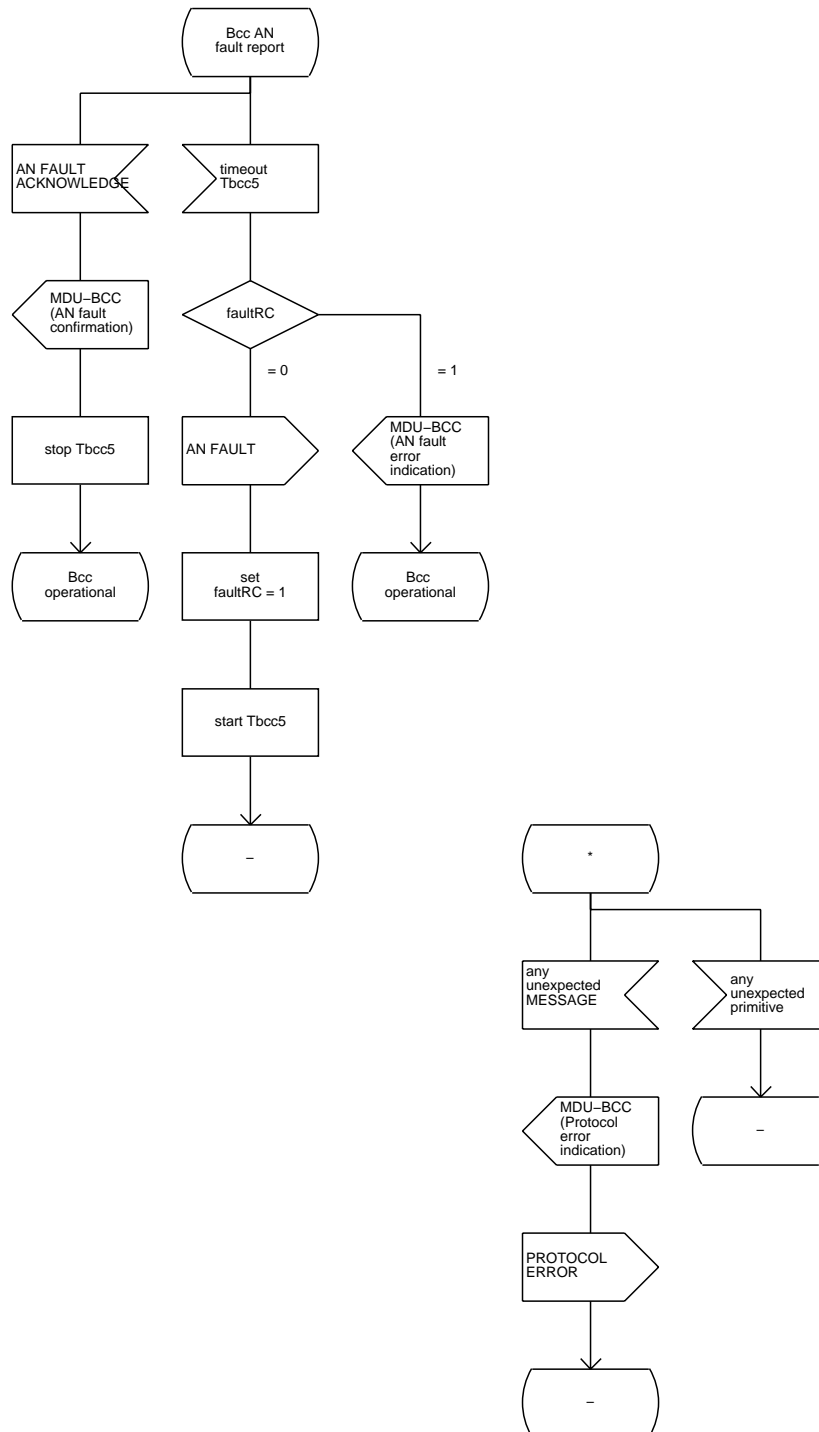 Bcc AN
fault report
AN FAULT
ACKNOWLEDGE
timeout
Tbcc5
MDU−BCC
(AN fault
confirmation)
faultRC
= 0
= 1
stop Tbcc5
AN FAULT
MDU−BCC
(AN fault
error
indication)
Bcc
operational
set
faultRC = 1
Bcc
operational
start Tbcc5
–
*
any
unexpected
MESSAGE
any
unexpected
primitive
MDU−BCC
(Protocol
error
indication)
–
PROTOCOL
ERROR
–